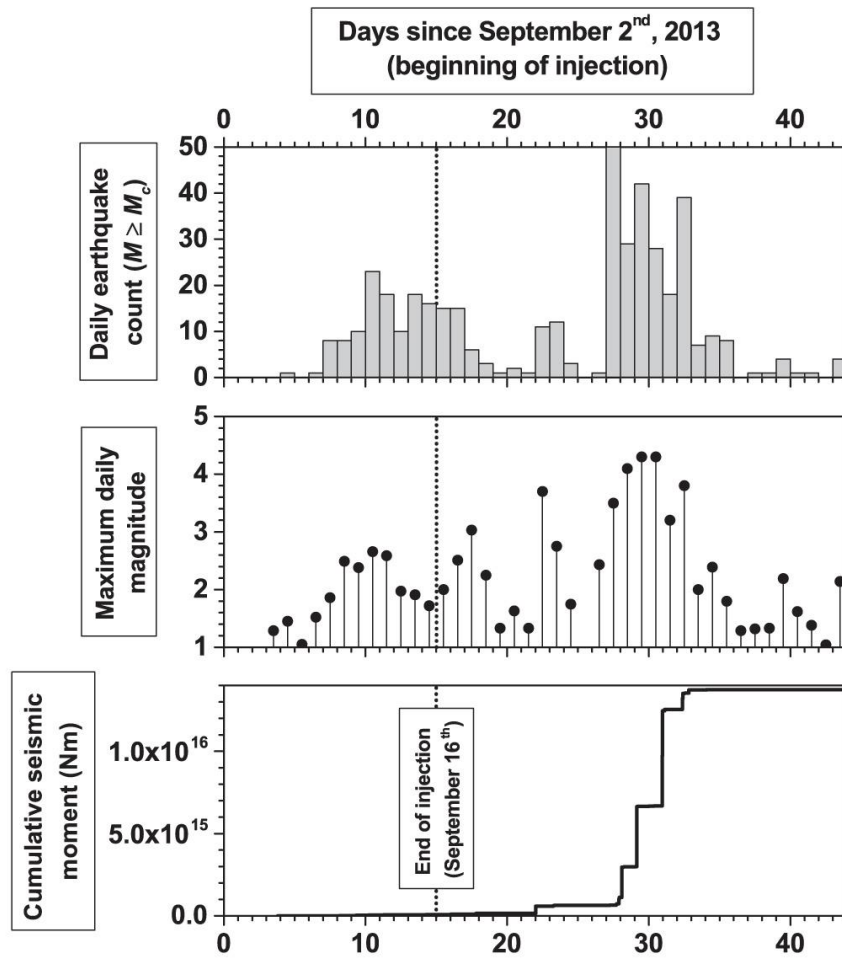 Days since September 2nd, 2013
(beginning of injection)
0 10 20 30 40
Daily earthquake
count (M ≥ Mc)
50
40
30
20
10
0
Maximum daily
magnitude
5
4
3
2
1
Cumulative seismic
moment (Nm)
1.0x10^16
5.0x10^15
0.0
End of injection
(September 16th)
0 10 20 30 40